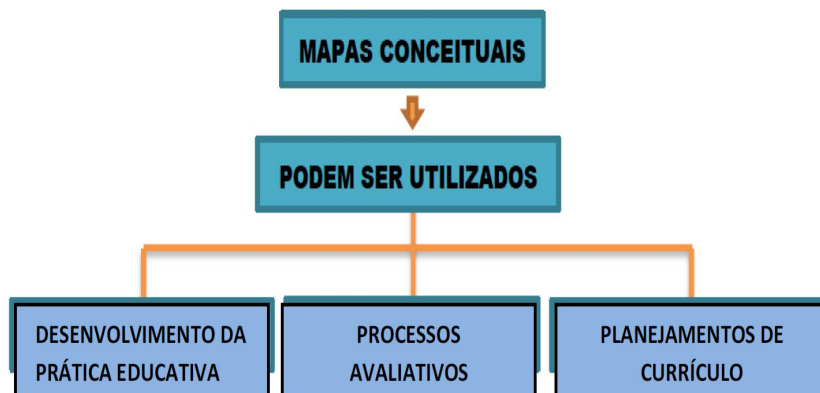 MAPAS CONCEITUAIS
PODEM SER UTILIZADOS
DESENVOLVIMENTO DA
PRÁTICA EDUCATIVA
PROCESSOS
AVALIATIVOS
PLANEJAMENTOS DE
CURRÍCULO